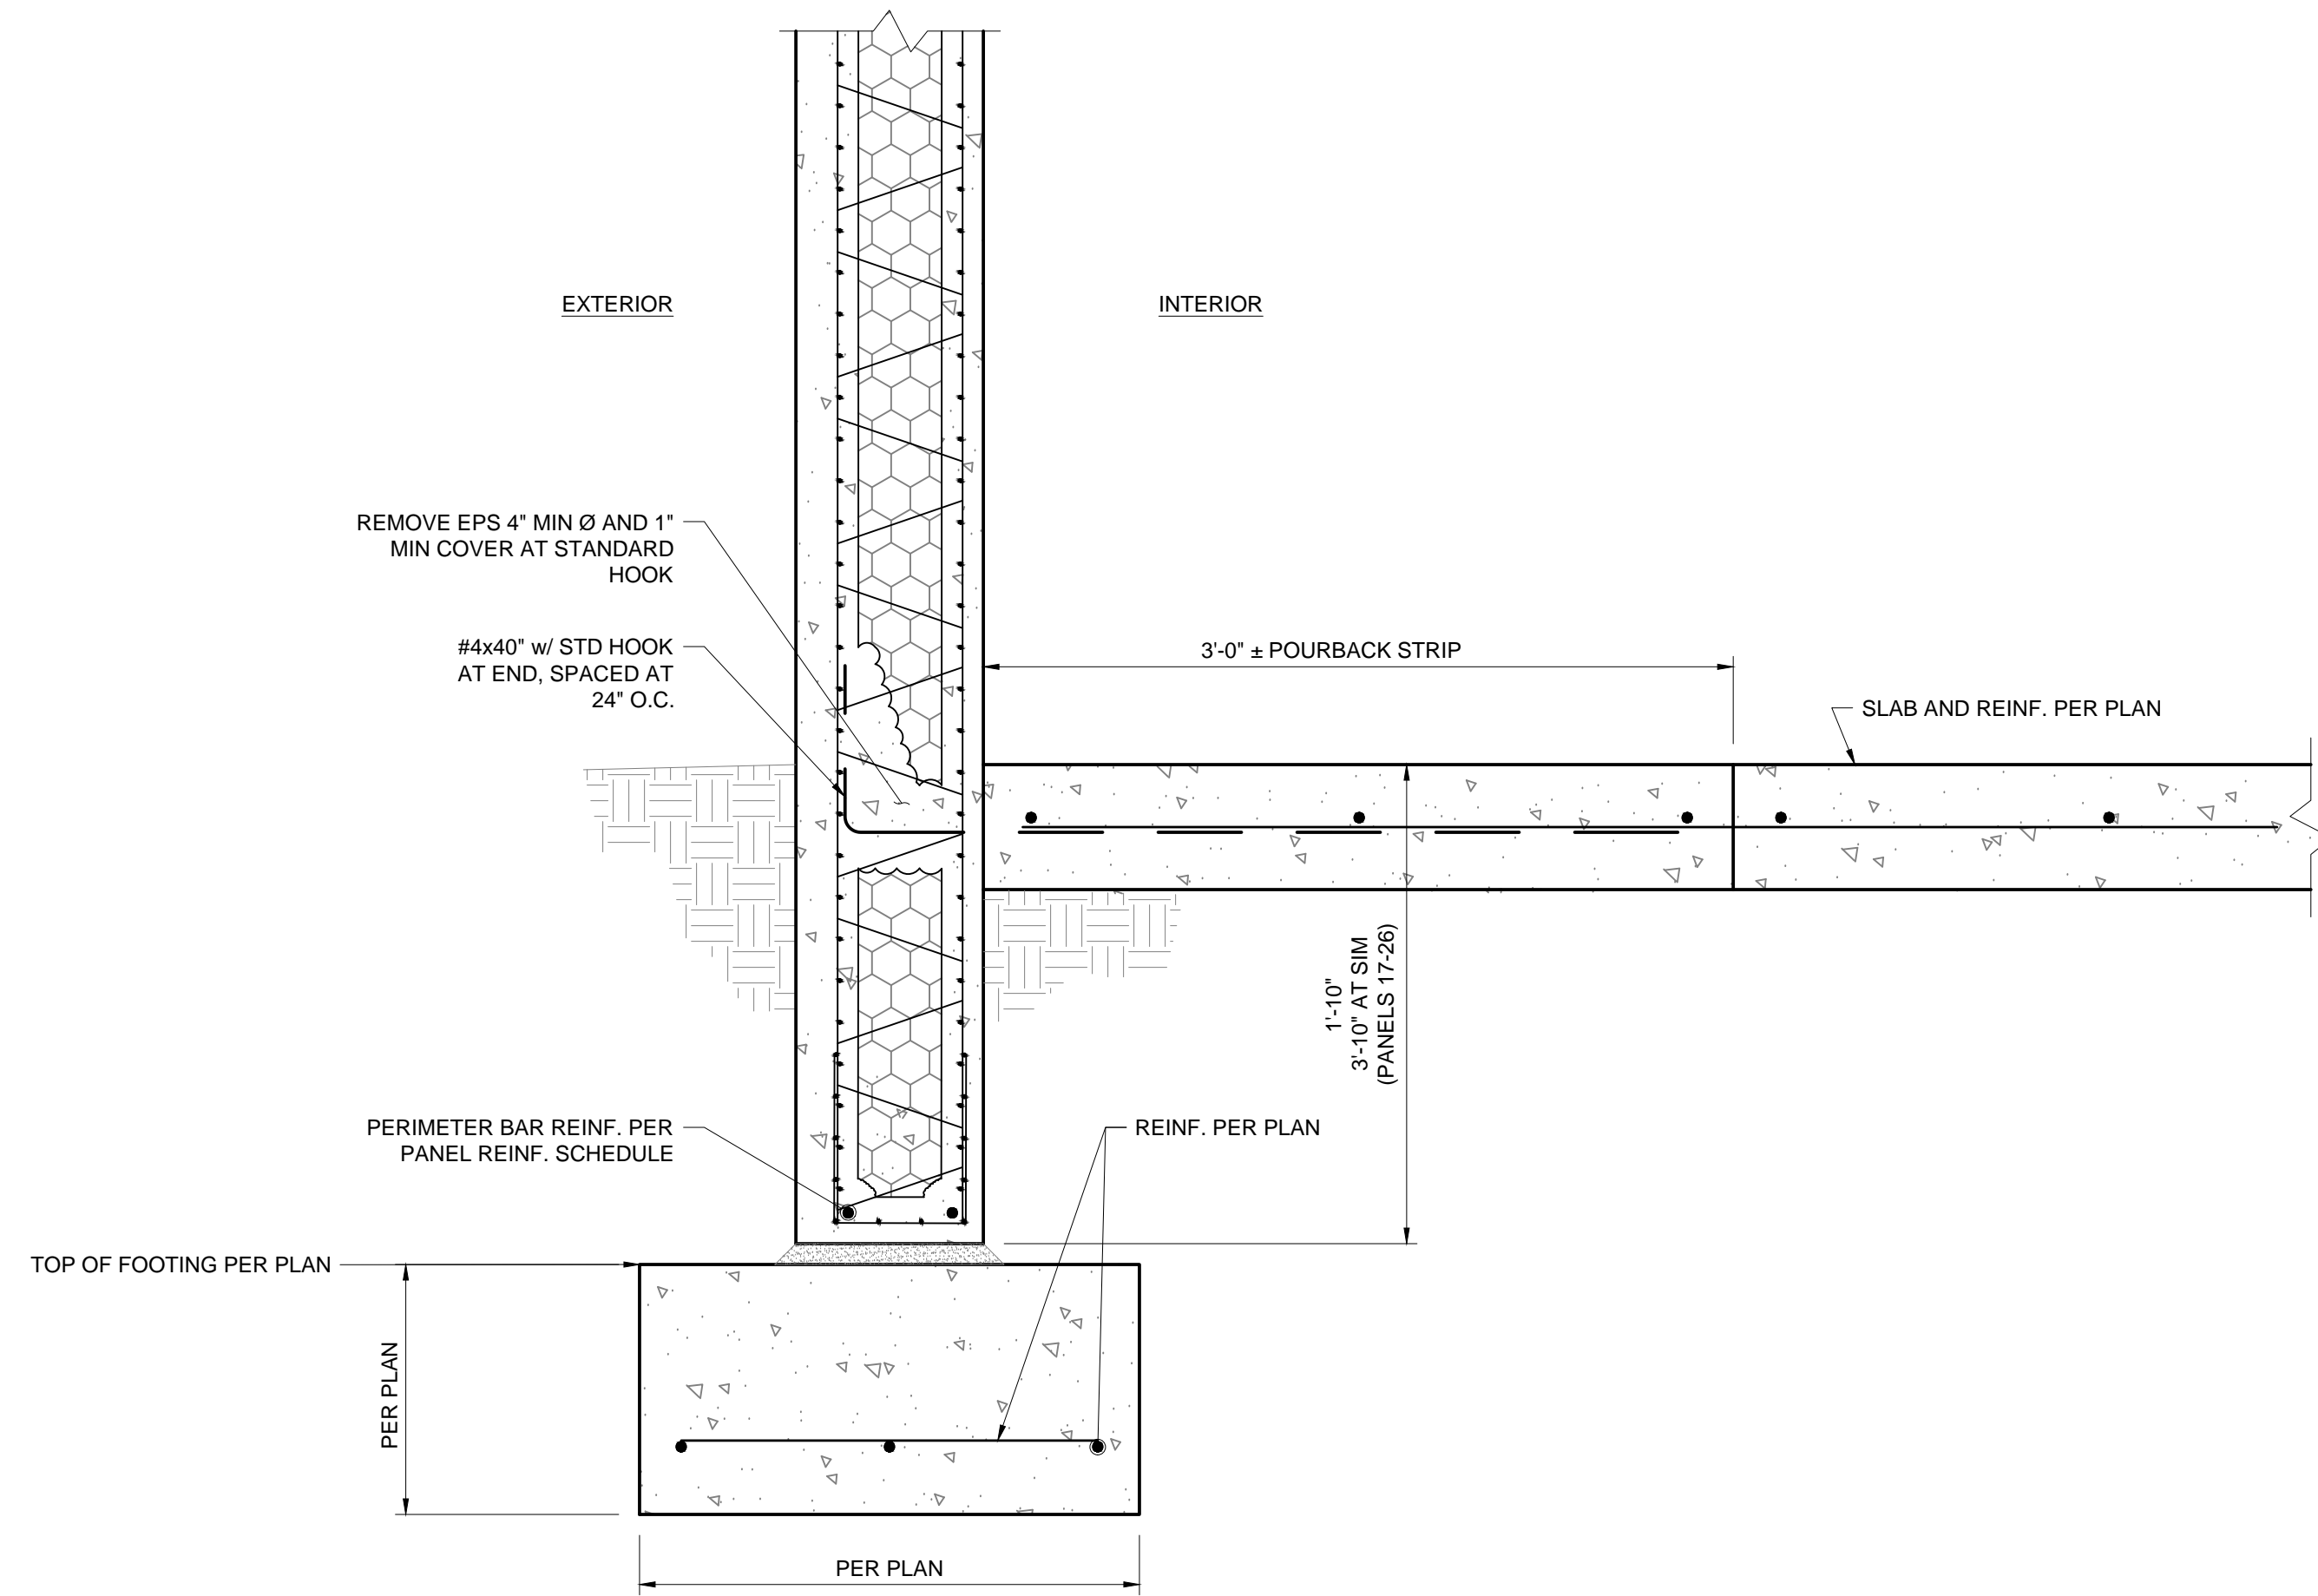 EXTERIOR
INTERIOR
REMOVE EPS 4" MIN Ø AND 1"
MIN COVER AT STANDARD
HOOK
#4x40" w/ STD HOOK
AT END, SPACED AT
24" O.C.
3'-0" ± POURBACK STRIP
SLAB AND REINF. PER PLAN
1'-10"
3'-10" AT SIM
(PANELS 17-26)
PERIMETER BAR REINF. PER
PANEL REINF. SCHEDULE
REINF. PER PLAN
TOP OF FOOTING PER PLAN
PER PLAN
PER PLAN